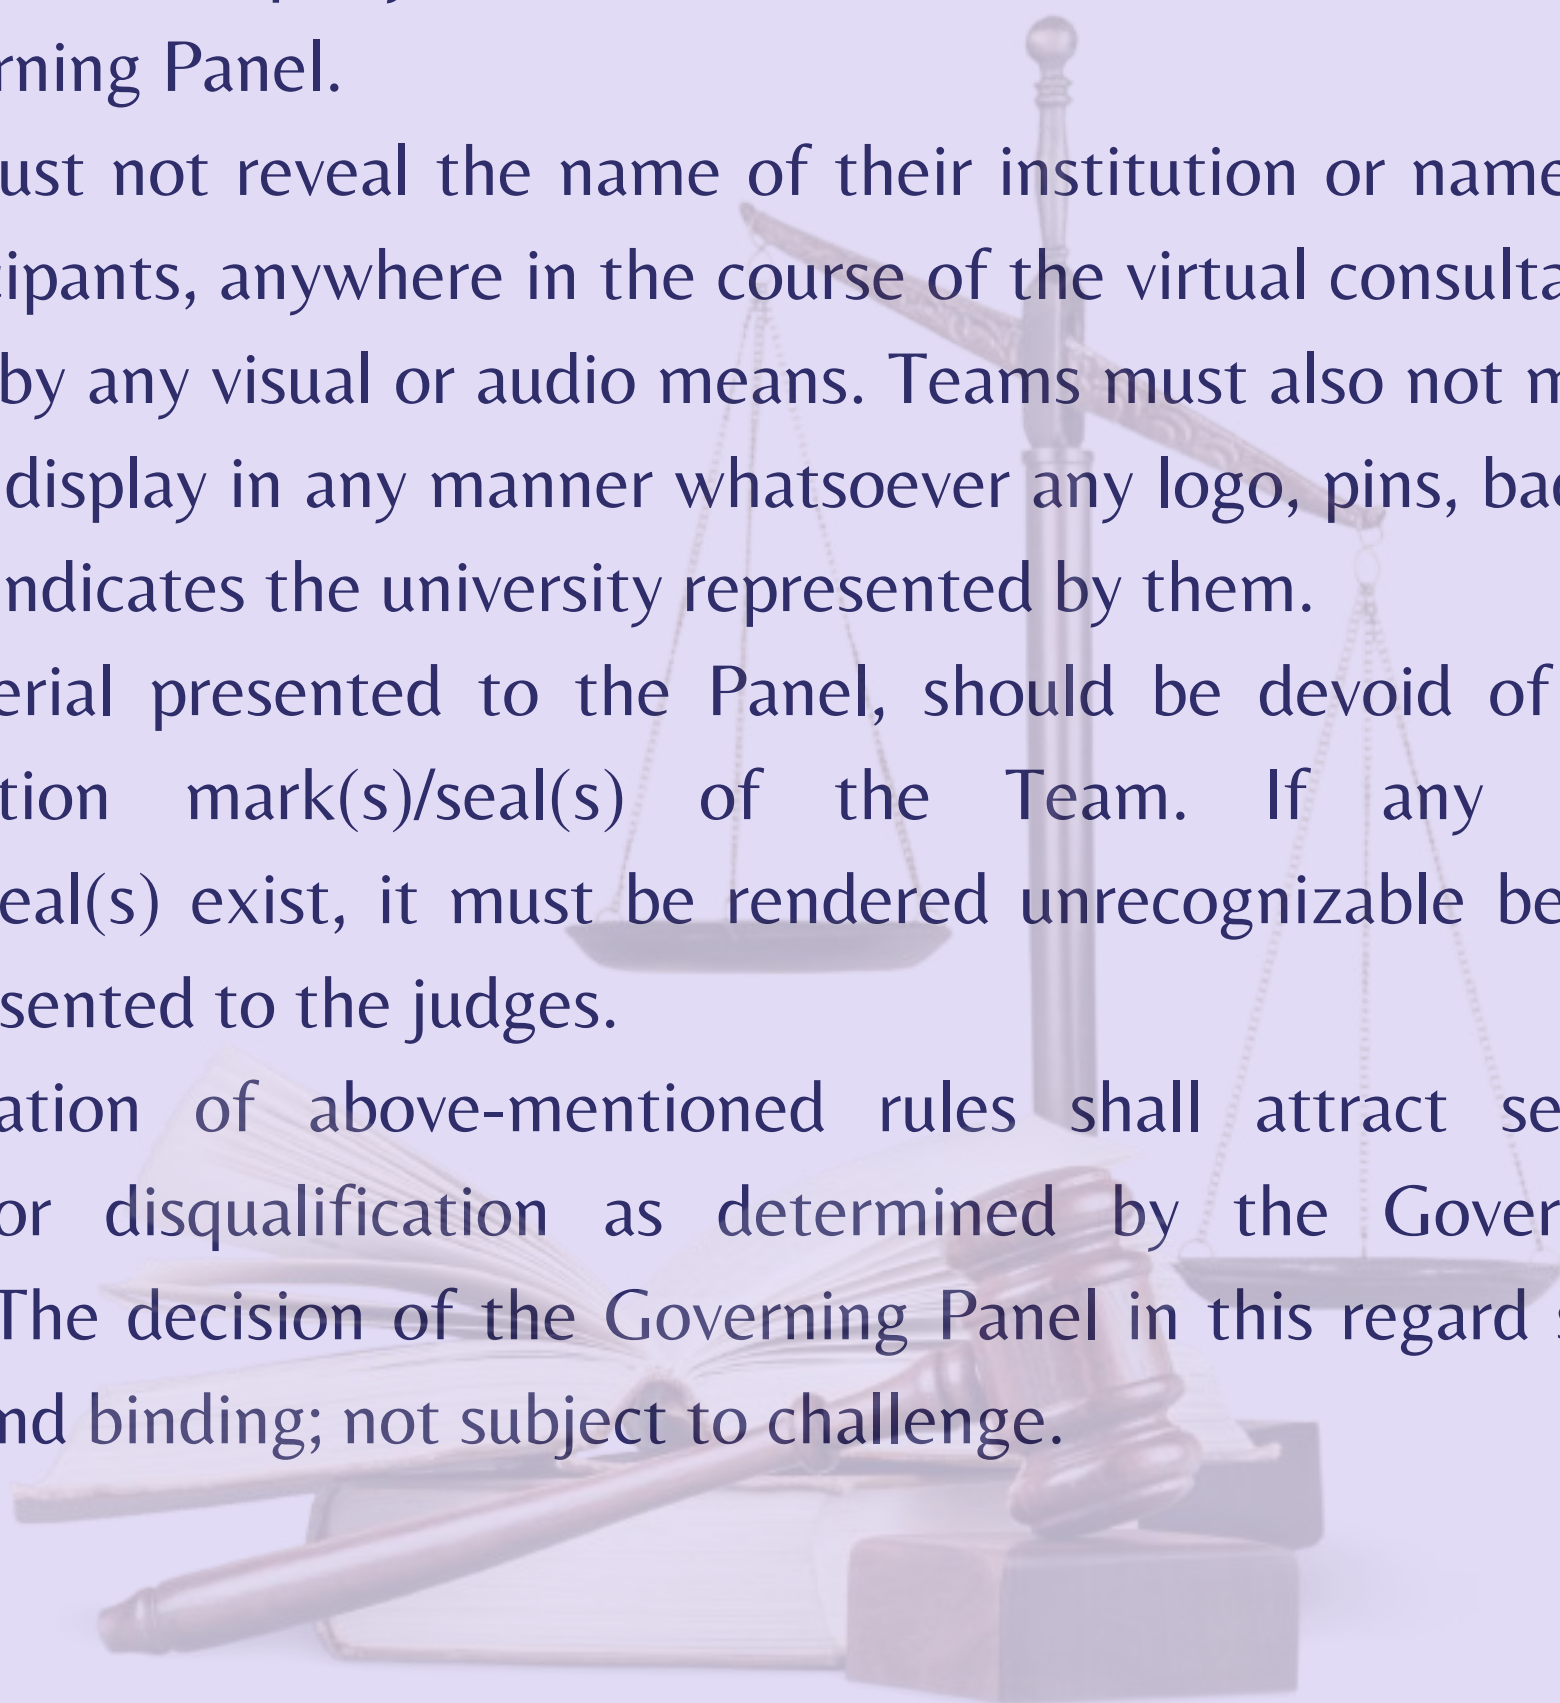 rning Panel.
ust not reveal the name of their institution or name
cipants, anywhere in the course of the virtual consulta
by any visual or audio means. Teams must also not m
display in any manner whatsoever any logo, pins, bad
ndicates the university represented by them.
erial presented to the Panel, should be devoid of
tion mark(s)/seal(s) of the Team. If any
eal(s) exist, it must be rendered unrecognizable be
sented to the judges.
ation of above-mentioned rules shall attract se
or disqualification as determined by the Gover
The decision of the Governing Panel in this regard s
nd binding; not subject to challenge.